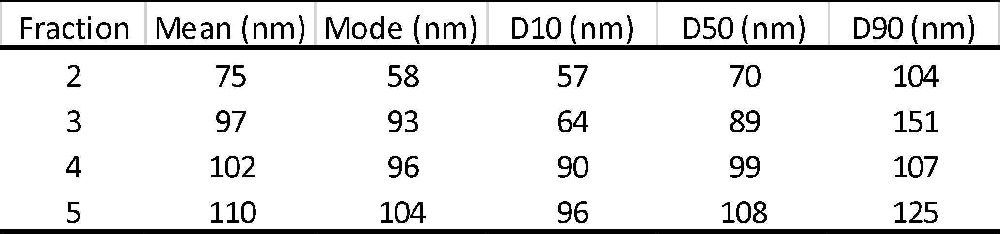 Fraction Mean (nm) Mode (nm) D10 (nm) D50 (nm) D90 (nm)
2 75 58 57 70 104
3 97 93 64 89 151
4 102 96 90 99 107
5 110 104 96 108 125